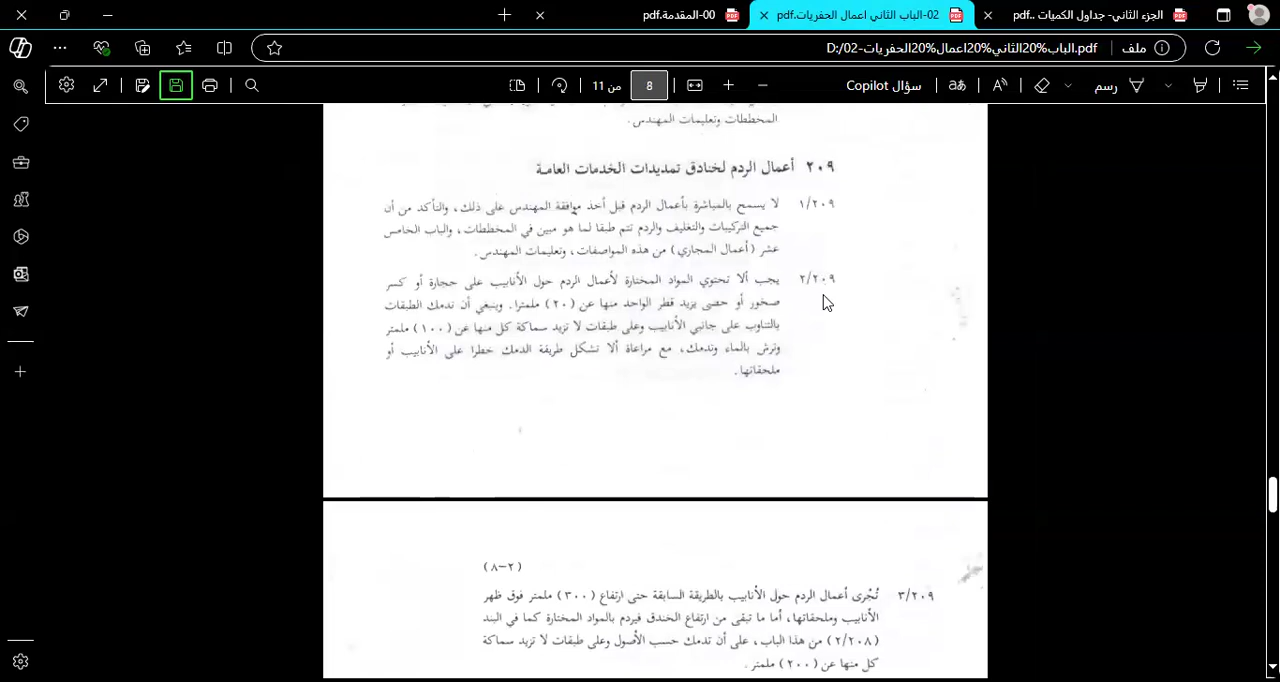 00-المقدمة.pdf
02-الباب الثاني اعمال الحفريات.pdf
الجزء الثاني- جداول الكميات ..pdf
D:/02-الباب%20الثاني%20اعمال%20الحفريات.pdf
ملف
11 من
8
سؤال Copilot
رسم
المخططات وتعليمات المهندس .
٢٠٩ أعمال الردم لخنادق تمديدات الخدمات العامة
١/٢٠٩ لا يسمح بالمباشرة بأعمال الردم قبل أخذ موافقة المهندس على ذلك، والتأكد من أن
جميع التركيبات والتغليف والردم تتم طبقا لما هو مبين في المخططات، والباب الخامس
عشر (أعمال المجاري) من هذه المواصفات، وتعليمات المهندس .
٢/٢٠٩ يجب ألا تحتوي المواد المختارة لأعمال الردم حول الأنابيب على حجارة أو كسر
صخور أو حصى يزيد قطر الواحد منها عن (٢٠) ملمترا. وينبغي أن تدمك الطبقات
بالتناوب على جانبي الأنابيب وعلى طبقات لا تزيد سماكة كل منها عن (١٠٠) ملمتر
وترش بالماء وتدمك، مع مراعاة ألا تشكل طريقة الدمك خطرا على الأنابيب أو
ملحقاتها .
(٨-٢)
٣/٢٠٩ تُجْرى أعمال الردم حول الأنابيب بالطريقة السابقة حتى ارتفاع (٣٠٠) ملمتر فوق ظهر
الأنابيب وملحقاتها، أما ما تبقى من ارتفاع الخندق فيردم بالمواد المختارة كما في البند
(٢/٢٠٨) من هذا الباب، على أن تدمك حسب الأصول وعلى طبقات لا تزيد سماكة
كل منها عن (٢٠٠) ملمتر .